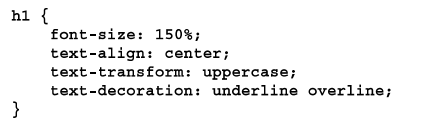 h1 {
    font-size: 150%;
    text-align: center;
    text-transform: uppercase;
    text-decoration: underline overline;
}